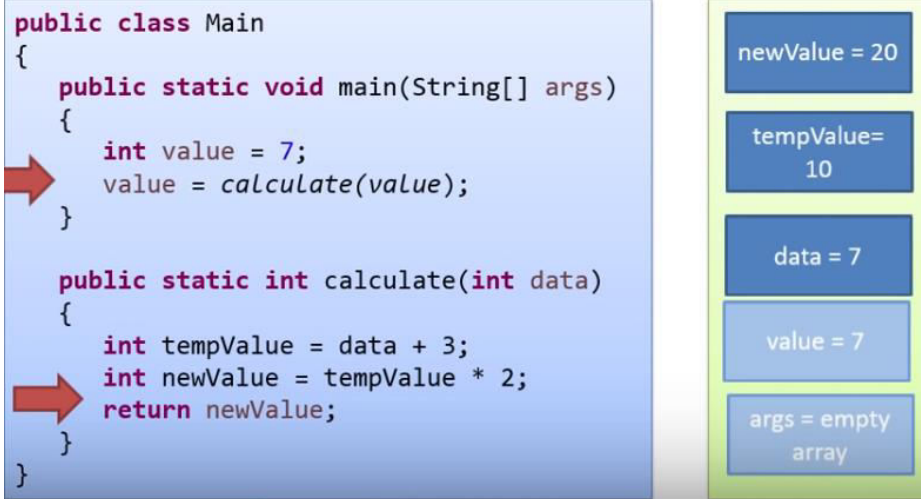 public class Main
{
public static void main(String[] args)
{
int value = 7;
value = calculate(value);
}
public static int calculate(int data)
{
int tempValue = data + 3;
int newValue = tempValue * 2;
return newValue;
}
}
newValue = 20
tempValue=
10
data = 7
value = 7
args = empty
array